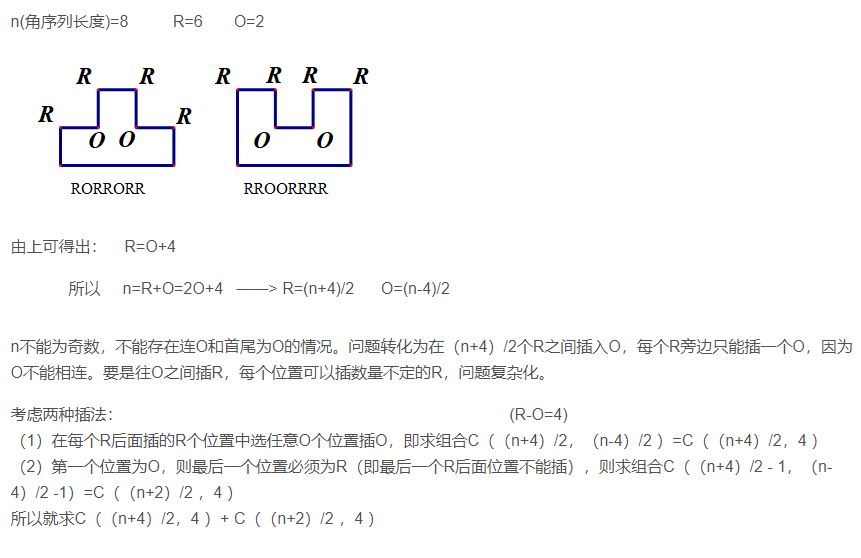 n(角序列长度)=8 R=6 O=2
R R R R R R
R R
O O O O
RORRORR RROORRRR
由上可得出： R=O+4
所以 n=R+O=2O+4 ——> R=(n+4)/2 O=(n-4)/2
n不能为奇数，不能存在连O和首尾为O的情况。问题转化为在（n+4）/2个R之间插入O，每个R旁边只能插一个O，因为
O不能相连。要是往O之间插R，每个位置可以插数量不定的R，问题复杂化。
考虑两种插法： (R-O=4)
（1）在每个R后面插的R个位置中选任意O个位置插O，即求组合C（（n+4）/2，（n-4）/2 ）=C（（n+4）/2，4 ）
（2）第一个位置为O，则最后一个位置必须为R（即最后一个R后面位置不能插），则求组合C（（n+4）/2 - 1，（n-
4）/2 -1）=C（（n+2）/2 ，4 ）
所以就求C（（n+4）/2，4 ）+ C（（n+2）/2 ，4 ）